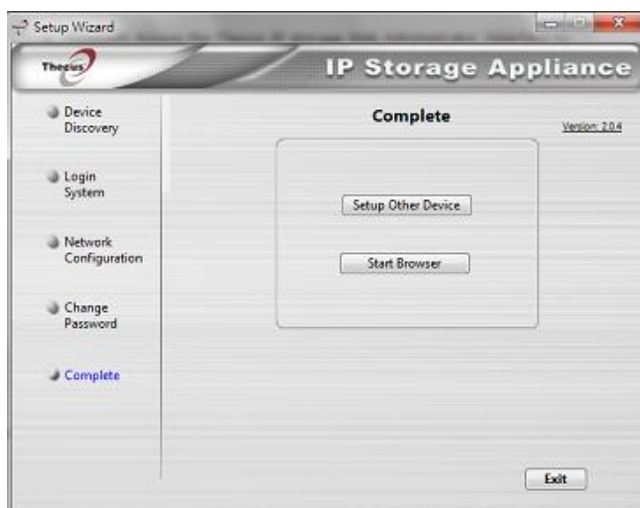 Setup Wizard
Thecus
IP Storage Appliance
Device
Discovery
Login
System
Network
Configuration
Change
Password
Complete
Complete
Version: 2.0.4
Setup Other Device
Start Browser
Exit